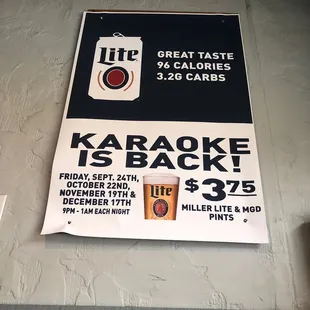 Lite
GREAT TASTE
96 CALORIES
3.2G CARBS
KARAOKE
IS BACK!
FRIDAY, SEPT. 24TH,
OCTOBER 22ND,
NOVEMBER 19TH &
DECEMBER 17TH
9PM - 1AM EACH NIGHT
Lite
$3.75
MILLER LITE & MGD
PINTS